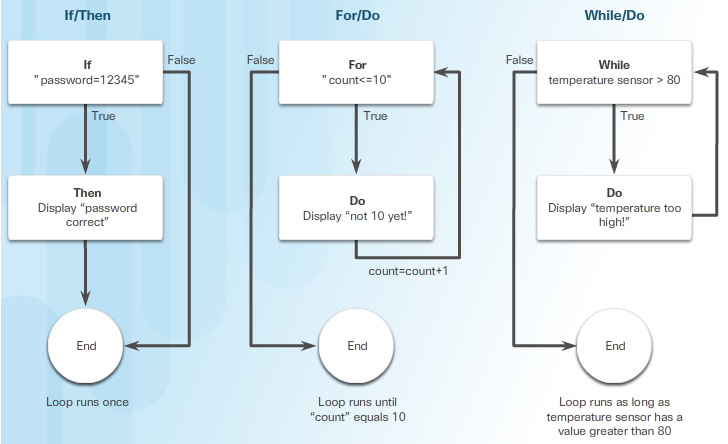 If/Then
If
"password=12345"
False
True
Then
Display “password
correct”
End
Loop runs once
For/Do
For
"count<=10"
False
True
Do
Display “not 10 yet!”
count=count+1
End
Loop runs until
“count” equals 10
While/Do
While
temperature sensor > 80
False
True
Do
Display “temperature too
high!”
End
Loop runs as long as
temperature sensor has a
value greater than 80